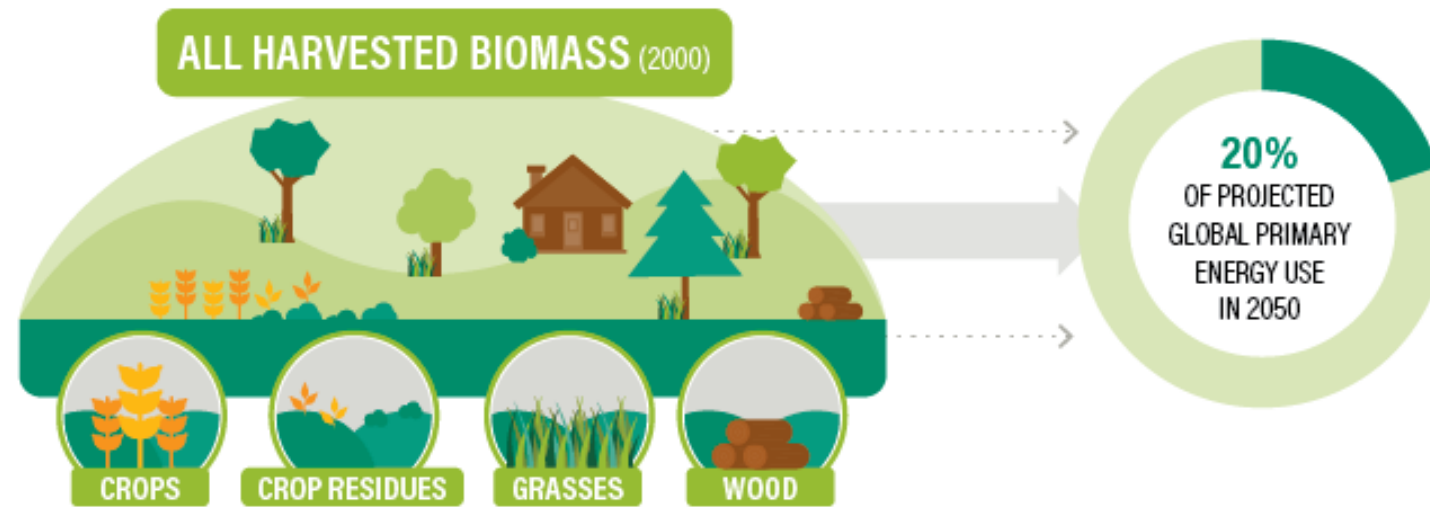 ALL HARVESTED BIOMASS (2000)
20%
OF PROJECTED
GLOBAL PRIMARY
ENERGY USE
IN 2050
CROPS
CROP RESIDUES
GRASSES
WOOD